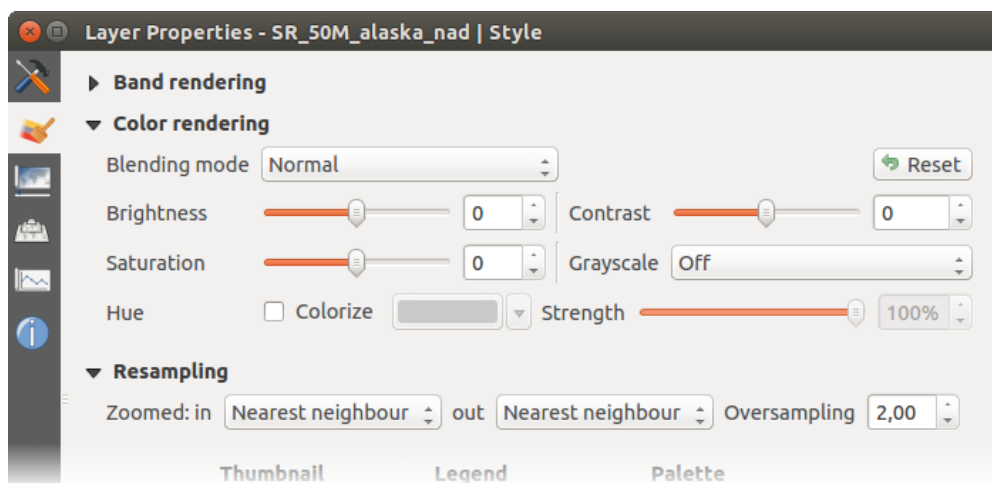 Layer Properties - SR_50M_alaska_nad | Style
Band rendering
Color rendering
Blending mode Normal Reset
Brightness 0 Contrast 0
Saturation 0 Grayscale Off
Hue Colorize Strength 100%
Resampling
Zoomed: in Nearest neighbour out Nearest neighbour Oversampling 2,00
Thumbnail Legend Palette